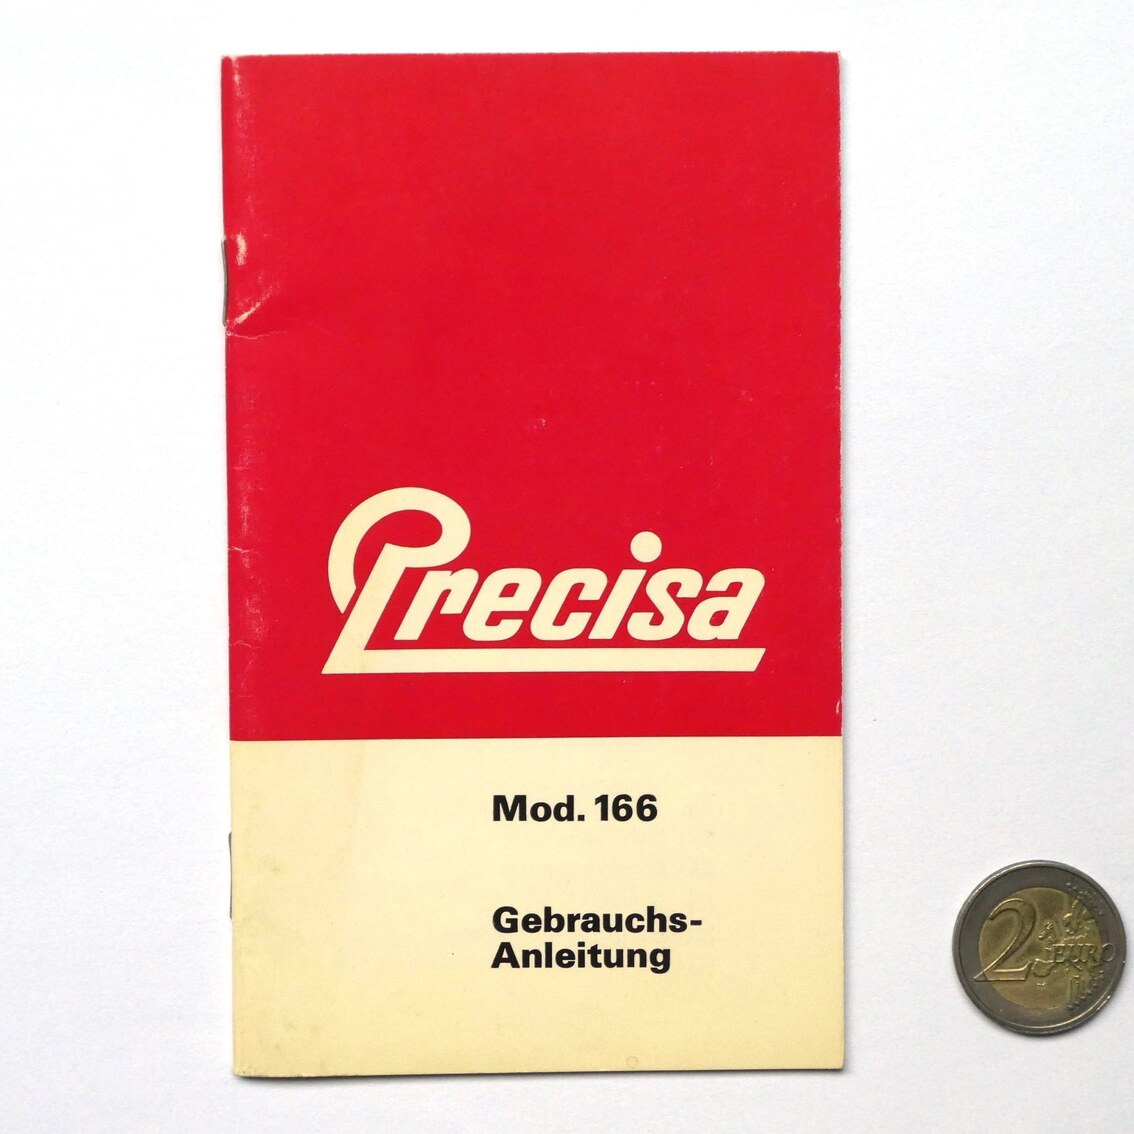 Precisa
Mod. 166
Gebrauchs-
Anleitung
2 EURO